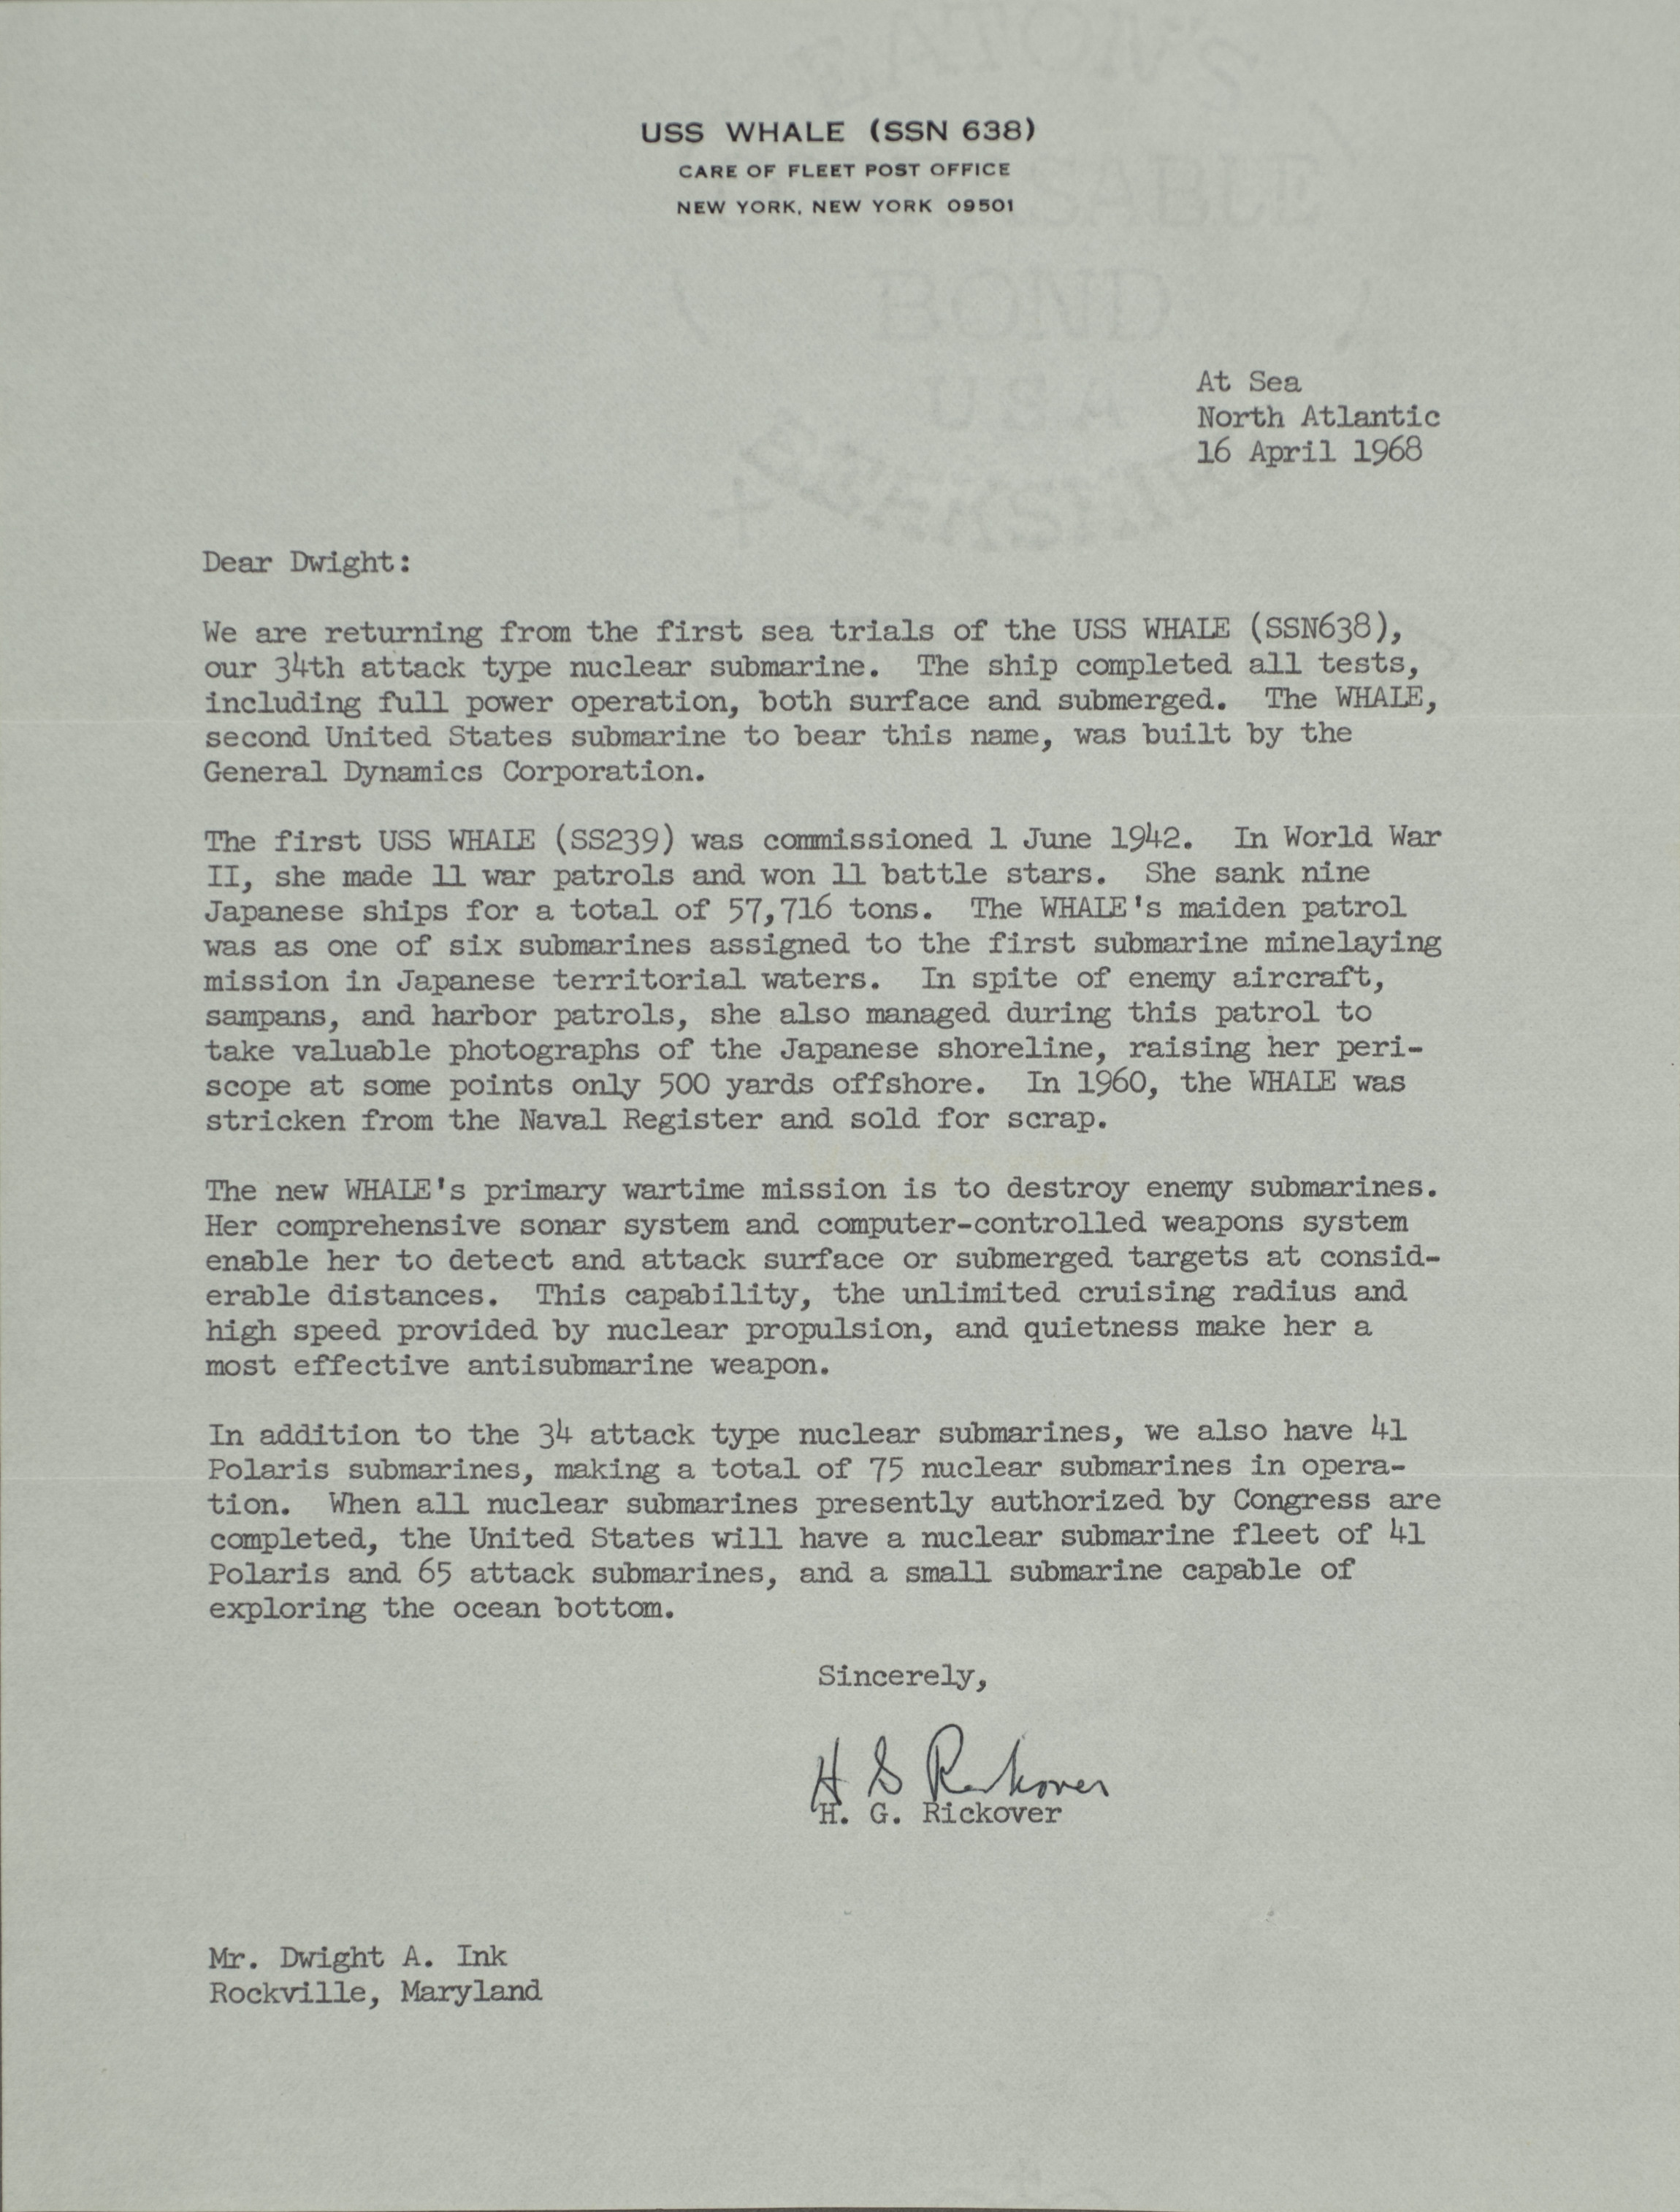 USS WHALE (SSN 638)
CARE OF FLEET POST OFFICE
NEW YORK, NEW YORK 09501
At Sea
North Atlantic
16 April 1968
Dear Dwight:
We are returning from the first sea trials of the USS WHALE (SSN638),
our 34th attack type nuclear submarine. The ship completed all tests,
including full power operation, both surface and submerged. The WHALE,
second United States submarine to bear this name, was built by the
General Dynamics Corporation.
The first USS WHALE (SS239) was commissioned 1 June 1942. In World War
II, she made 11 war patrols and won 11 battle stars. She sank nine
Japanese ships for a total of 57,716 tons. The WHALE's maiden patrol
was as one of six submarines assigned to the first submarine minelaying
mission in Japanese territorial waters. In spite of enemy aircraft,
sampans, and harbor patrols, she also managed during this patrol to
take valuable photographs of the Japanese shoreline, raising her peri-
scope at some points only 500 yards offshore. In 1960, the WHALE was
stricken from the Naval Register and sold for scrap.
The new WHALE's primary wartime mission is to destroy enemy submarines.
Her comprehensive sonar system and computer-controlled weapons system
enable her to detect and attack surface or submerged targets at consid-
erable distances. This capability, the unlimited cruising radius and
high speed provided by nuclear propulsion, and quietness make her a
most effective antisubmarine weapon.
In addition to the 34 attack type nuclear submarines, we also have 41
Polaris submarines, making a total of 75 nuclear submarines in opera-
tion. When all nuclear submarines presently authorized by Congress are
completed, the United States will have a nuclear submarine fleet of 41
Polaris and 65 attack submarines, and a small submarine capable of
exploring the ocean bottom.
Sincerely,
H G Rickover
H. G. Rickover
Mr. Dwight A. Ink
Rockville, Maryland
BOND
USA